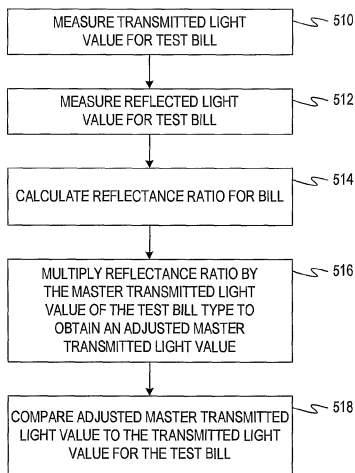 MEASURE TRANSMITTED LIGHT
VALUE FOR TEST BILL
510
MEASURE REFLECTED LIGHT
VALUE FOR TEST BILL
512
CALCULATE REFLECTANCE RATIO FOR BILL
514
MULTIPLY REFLECTANCE RATIO BY
THE MASTER TRANSMITTED LIGHT
VALUE OF THE TEST BILL TYPE TO
OBTAIN AN ADJUSTED MASTER
TRANSMITTED LIGHT VALUE
516
COMPARE ADJUSTED MASTER TRANSMITTED
LIGHT VALUE TO THE TRANSMITTED LIGHT
VALUE FOR THE TEST BILL
518